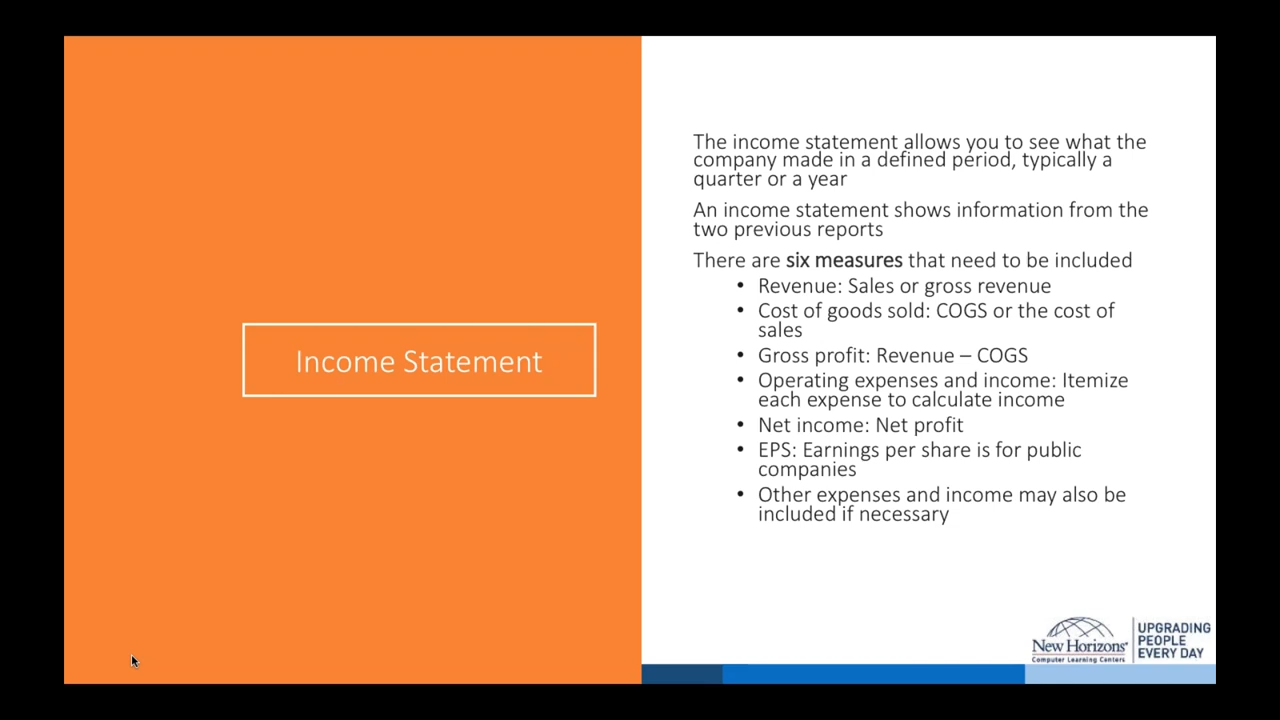 Income Statement
The income statement allows you to see what the
company made in a defined period, typically a
quarter or a year
An income statement shows information from the
two previous reports
There are six measures that need to be included
• Revenue: Sales or gross revenue
• Cost of goods sold: COGS or the cost of
sales
• Gross profit: Revenue – COGS
• Operating expenses and income: Itemize
each expense to calculate income
• Net income: Net profit
• EPS: Earnings per share is for public
companies
• Other expenses and income may also be
included if necessary
New Horizons®
Computer Learning Centers
UPGRADING
PEOPLE
EVERY DAY